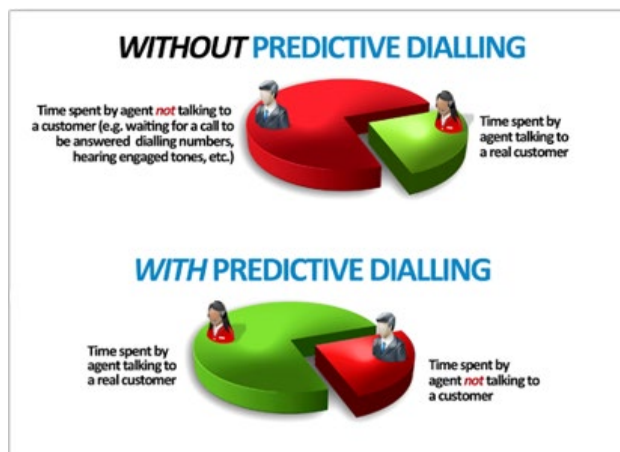 WITHOUT PREDICTIVE DIALLING
Time spent by agent not talking to
a customer (e.g. waiting for a call to
be answered dialling numbers,
hearing engaged tones, etc.)
Time spent by
agent talking to
a real customer
WITH PREDICTIVE DIALLING
Time spent by
agent talking to
a real customer
Time spent by
agent not talking to
a customer